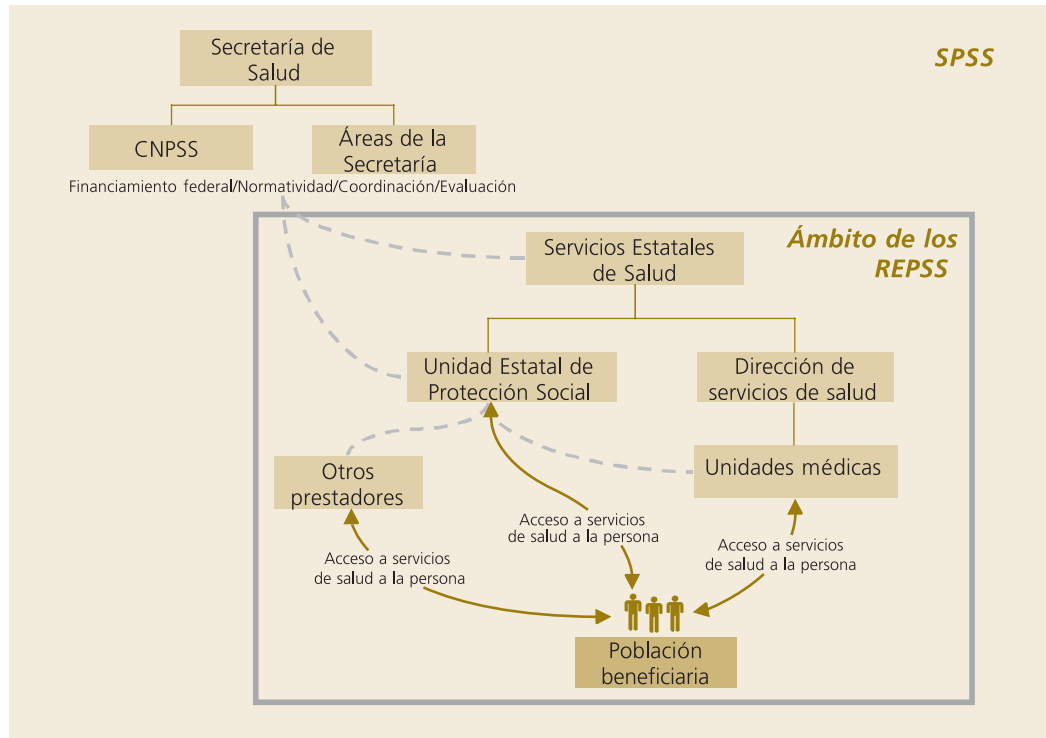 Secretaría de
Salud
SPSS
CNPSS
Áreas de la
Secretaría
Financiamiento federal/Normatividad/Coordinación/Evaluación
Ámbito de los
REPSS
Servicios Estatales
de Salud
Unidad Estatal de
Protección Social
Dirección de
servicios de salud
Otros
prestadores
Unidades médicas
Acceso a servicios
de salud a la persona
Acceso a servicios
de salud a la persona
Acceso a servicios
de salud a la persona
Población
beneficiaria